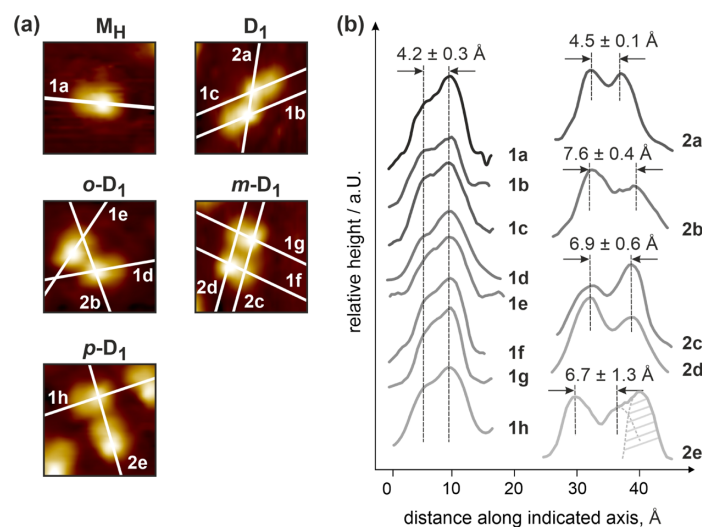 (a)
M_H
1a
D_1
2a
1c
1b
o-D_1
1e
1d
2b
m-D_1
1g
1f
2d
2c
p-D_1
1h
2e
(b)
relative height / a.U.
4.2 ± 0.3 Å
1a
1b
1c
1d
1e
1f
1g
1h
4.5 ± 0.1 Å
2a
7.6 ± 0.4 Å
2b
6.9 ± 0.6 Å
2c
2d
6.7 ± 1.3 Å
2e
0 10 20 30 40
distance along indicated axis, Å